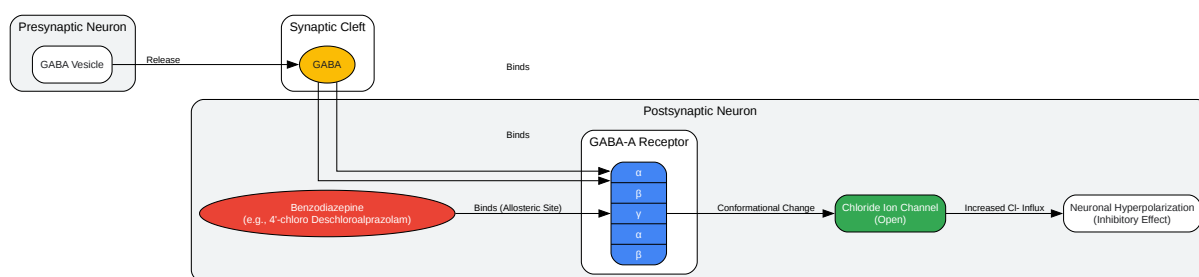 Presynaptic Neuron
GABA Vesicle
Release
Synaptic Cleft
GABA
Binds
Postsynaptic Neuron
Binds
GABA-A Receptor
α
β
γ
α
β
Benzodiazepine
(e.g., 4'-chloro Deschloroalprazolam)
Binds (Allosteric Site)
Conformational Change
Chloride Ion Channel
(Open)
Increased Cl- Influx
Neuronal Hyperpolarization
(Inhibitory Effect)